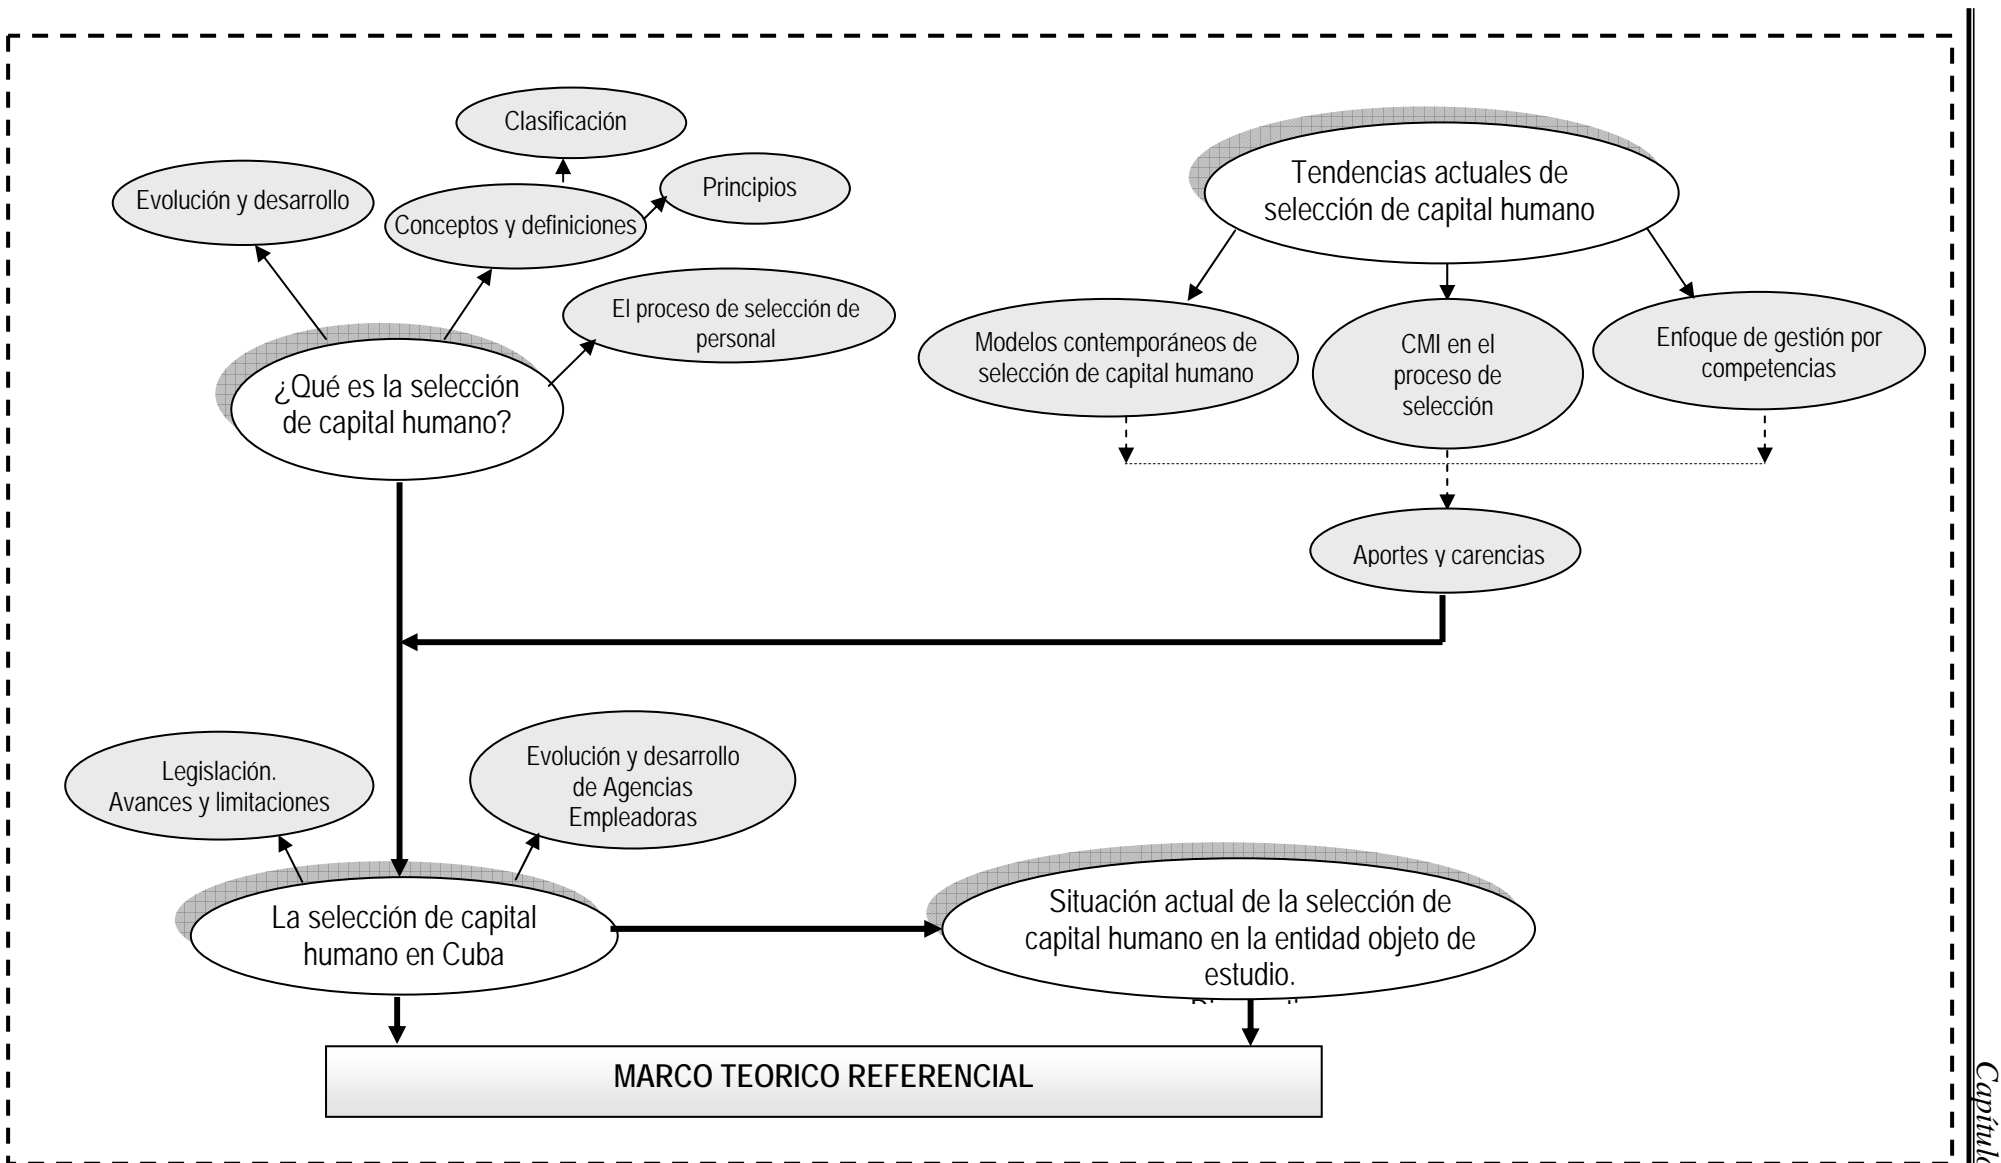 Clasificación
Principios
Evolución y desarrollo
Conceptos y definiciones
El proceso de selección de
personal
¿Qué es la selección
de capital humano?
Tendencias actuales de
selección de capital humano
Modelos contemporáneos de
selección de capital humano
CMI en el
proceso de
selección
Enfoque de gestión por
competencias
Aportes y carencias
Legislación.
Avances y limitaciones
Evolución y desarrollo
de Agencias
Empleadoras
La selección de capital
humano en Cuba
Situación actual de la selección de
capital humano en la entidad objeto de
estudio.
MARCO TEORICO REFERENCIAL
Capítulo